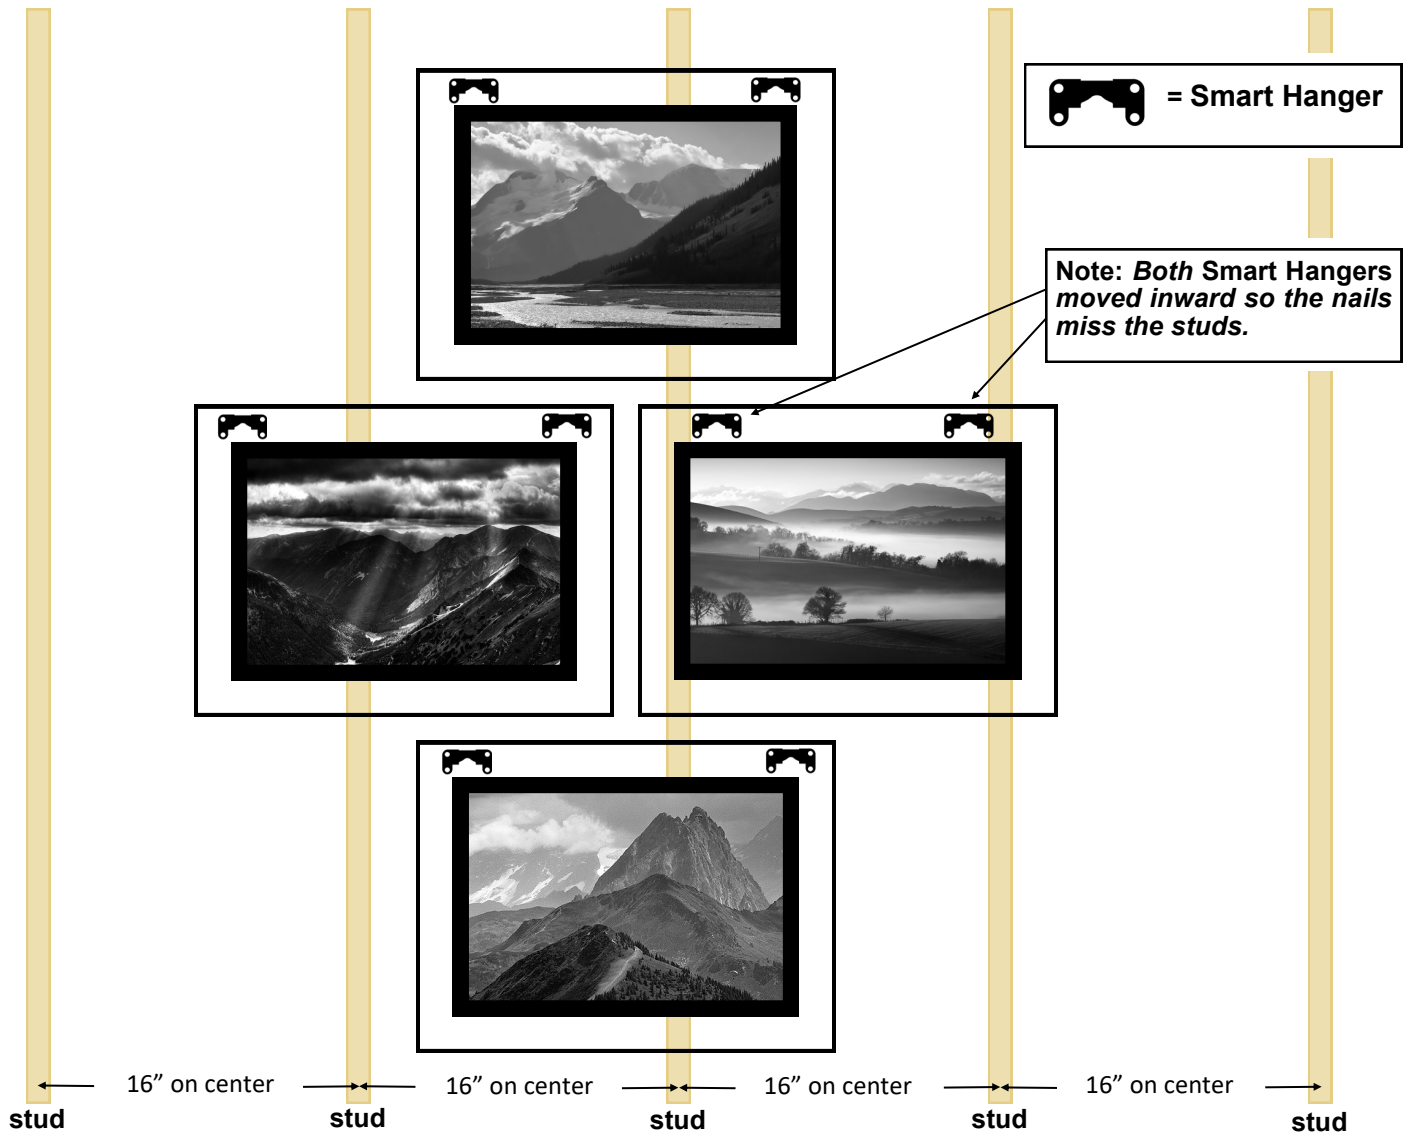 = Smart Hanger
Note: Both Smart Hangers
moved inward so the nails
miss the studs.
16” on center
16” on center
16” on center
16” on center
stud
stud
stud
stud
stud